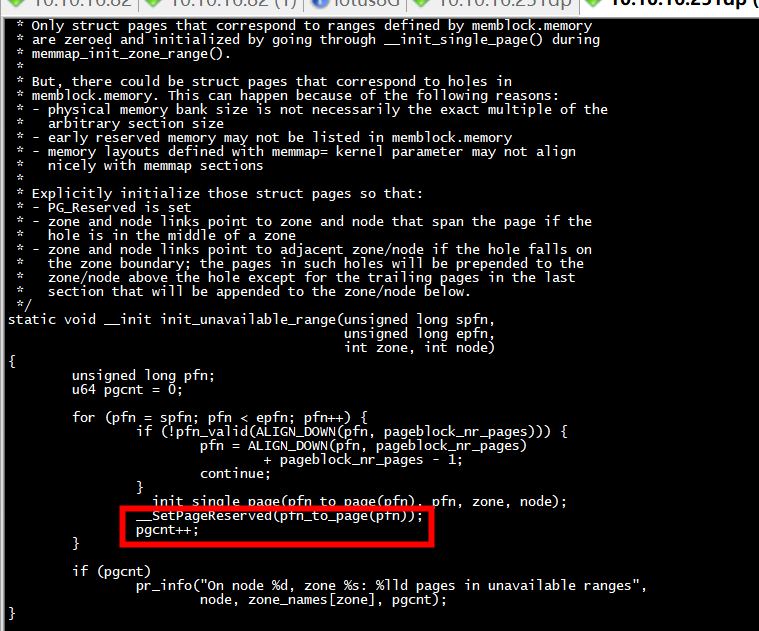 10.10.10.82
10.10.10.82 (1)
lotus6G
 * Only struct pages that correspond to ranges defined by memblock.memory
 * are zeroed and initialized by going through __init_single_page() during
 * memmap_init_zone_range().
 *
 * But, there could be struct pages that correspond to holes in
 * memblock.memory. This can happen because of the following reasons:
 * - physical memory bank size is not necessarily the exact multiple of the
 *   arbitrary section size
 * - early reserved memory may not be listed in memblock.memory
 * - memory layouts defined with memmap= kernel parameter may not align
 *   nicely with memmap sections
 *
 * Explicitly initialize those struct pages so that:
 * - PG_Reserved is set
 * - zone and node links point to zone and node that span the page if the
 *   hole is in the middle of a zone
 * - zone and node links point to adjacent zone/node if the hole falls on
 *   the zone boundary; the pages in such holes will be prepended to the
 *   zone/node above the hole except for the trailing pages in the last
 *   section that will be appended to the zone/node below.
 */
static void __init init_unavailable_range(unsigned long spfn,
                                          unsigned long epfn,
                                          int zone, int node)
{
        unsigned long pfn;
        u64 pgcnt = 0;

        for (pfn = spfn; pfn < epfn; pfn++) {
                if (!pfn_valid(ALIGN_DOWN(pfn, pageblock_nr_pages))) {
                        pfn = ALIGN_DOWN(pfn, pageblock_nr_pages)
                                + pageblock_nr_pages - 1;
                        continue;
                }
                __init_single_page(pfn_to_page(pfn), pfn, zone, node);
                __SetPageReserved(pfn_to_page(pfn));
                pgcnt++;
        }

        if (pgcnt)
                pr_info("On node %d, zone %s: %lld pages in unavailable ranges",
                        node, zone_names[zone], pgcnt);
}